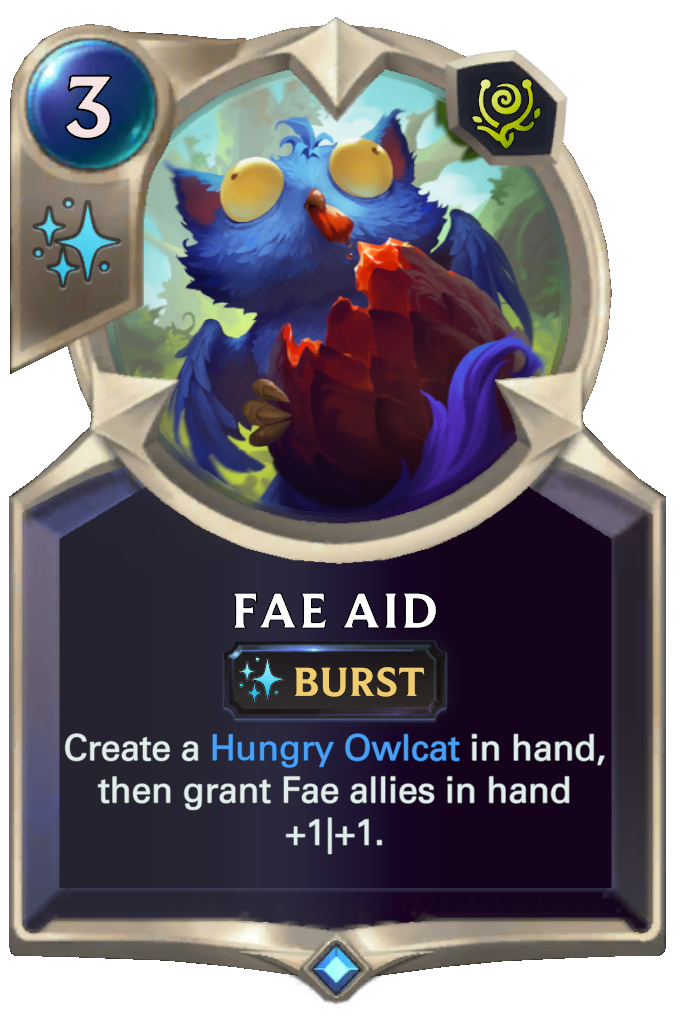 3
FAE AID
BURST
Create a Hungry Owlcat in hand,
then grant Fae allies in hand
+1|+1.